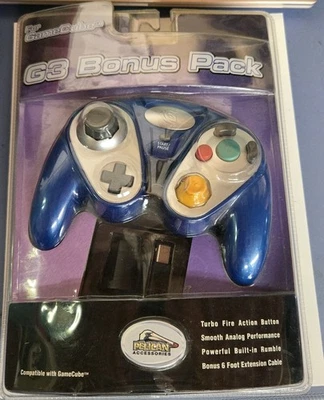 For
GameCube™
G3 Bonus Pack
START/
PAUSE
PELICAN
ACCESSORIES
Turbo Fire Action Button
Smooth Analog Performance
Powerful Built-in Rumble
Bonus 6 Foot Extension Cable
Compatible with GameCube™